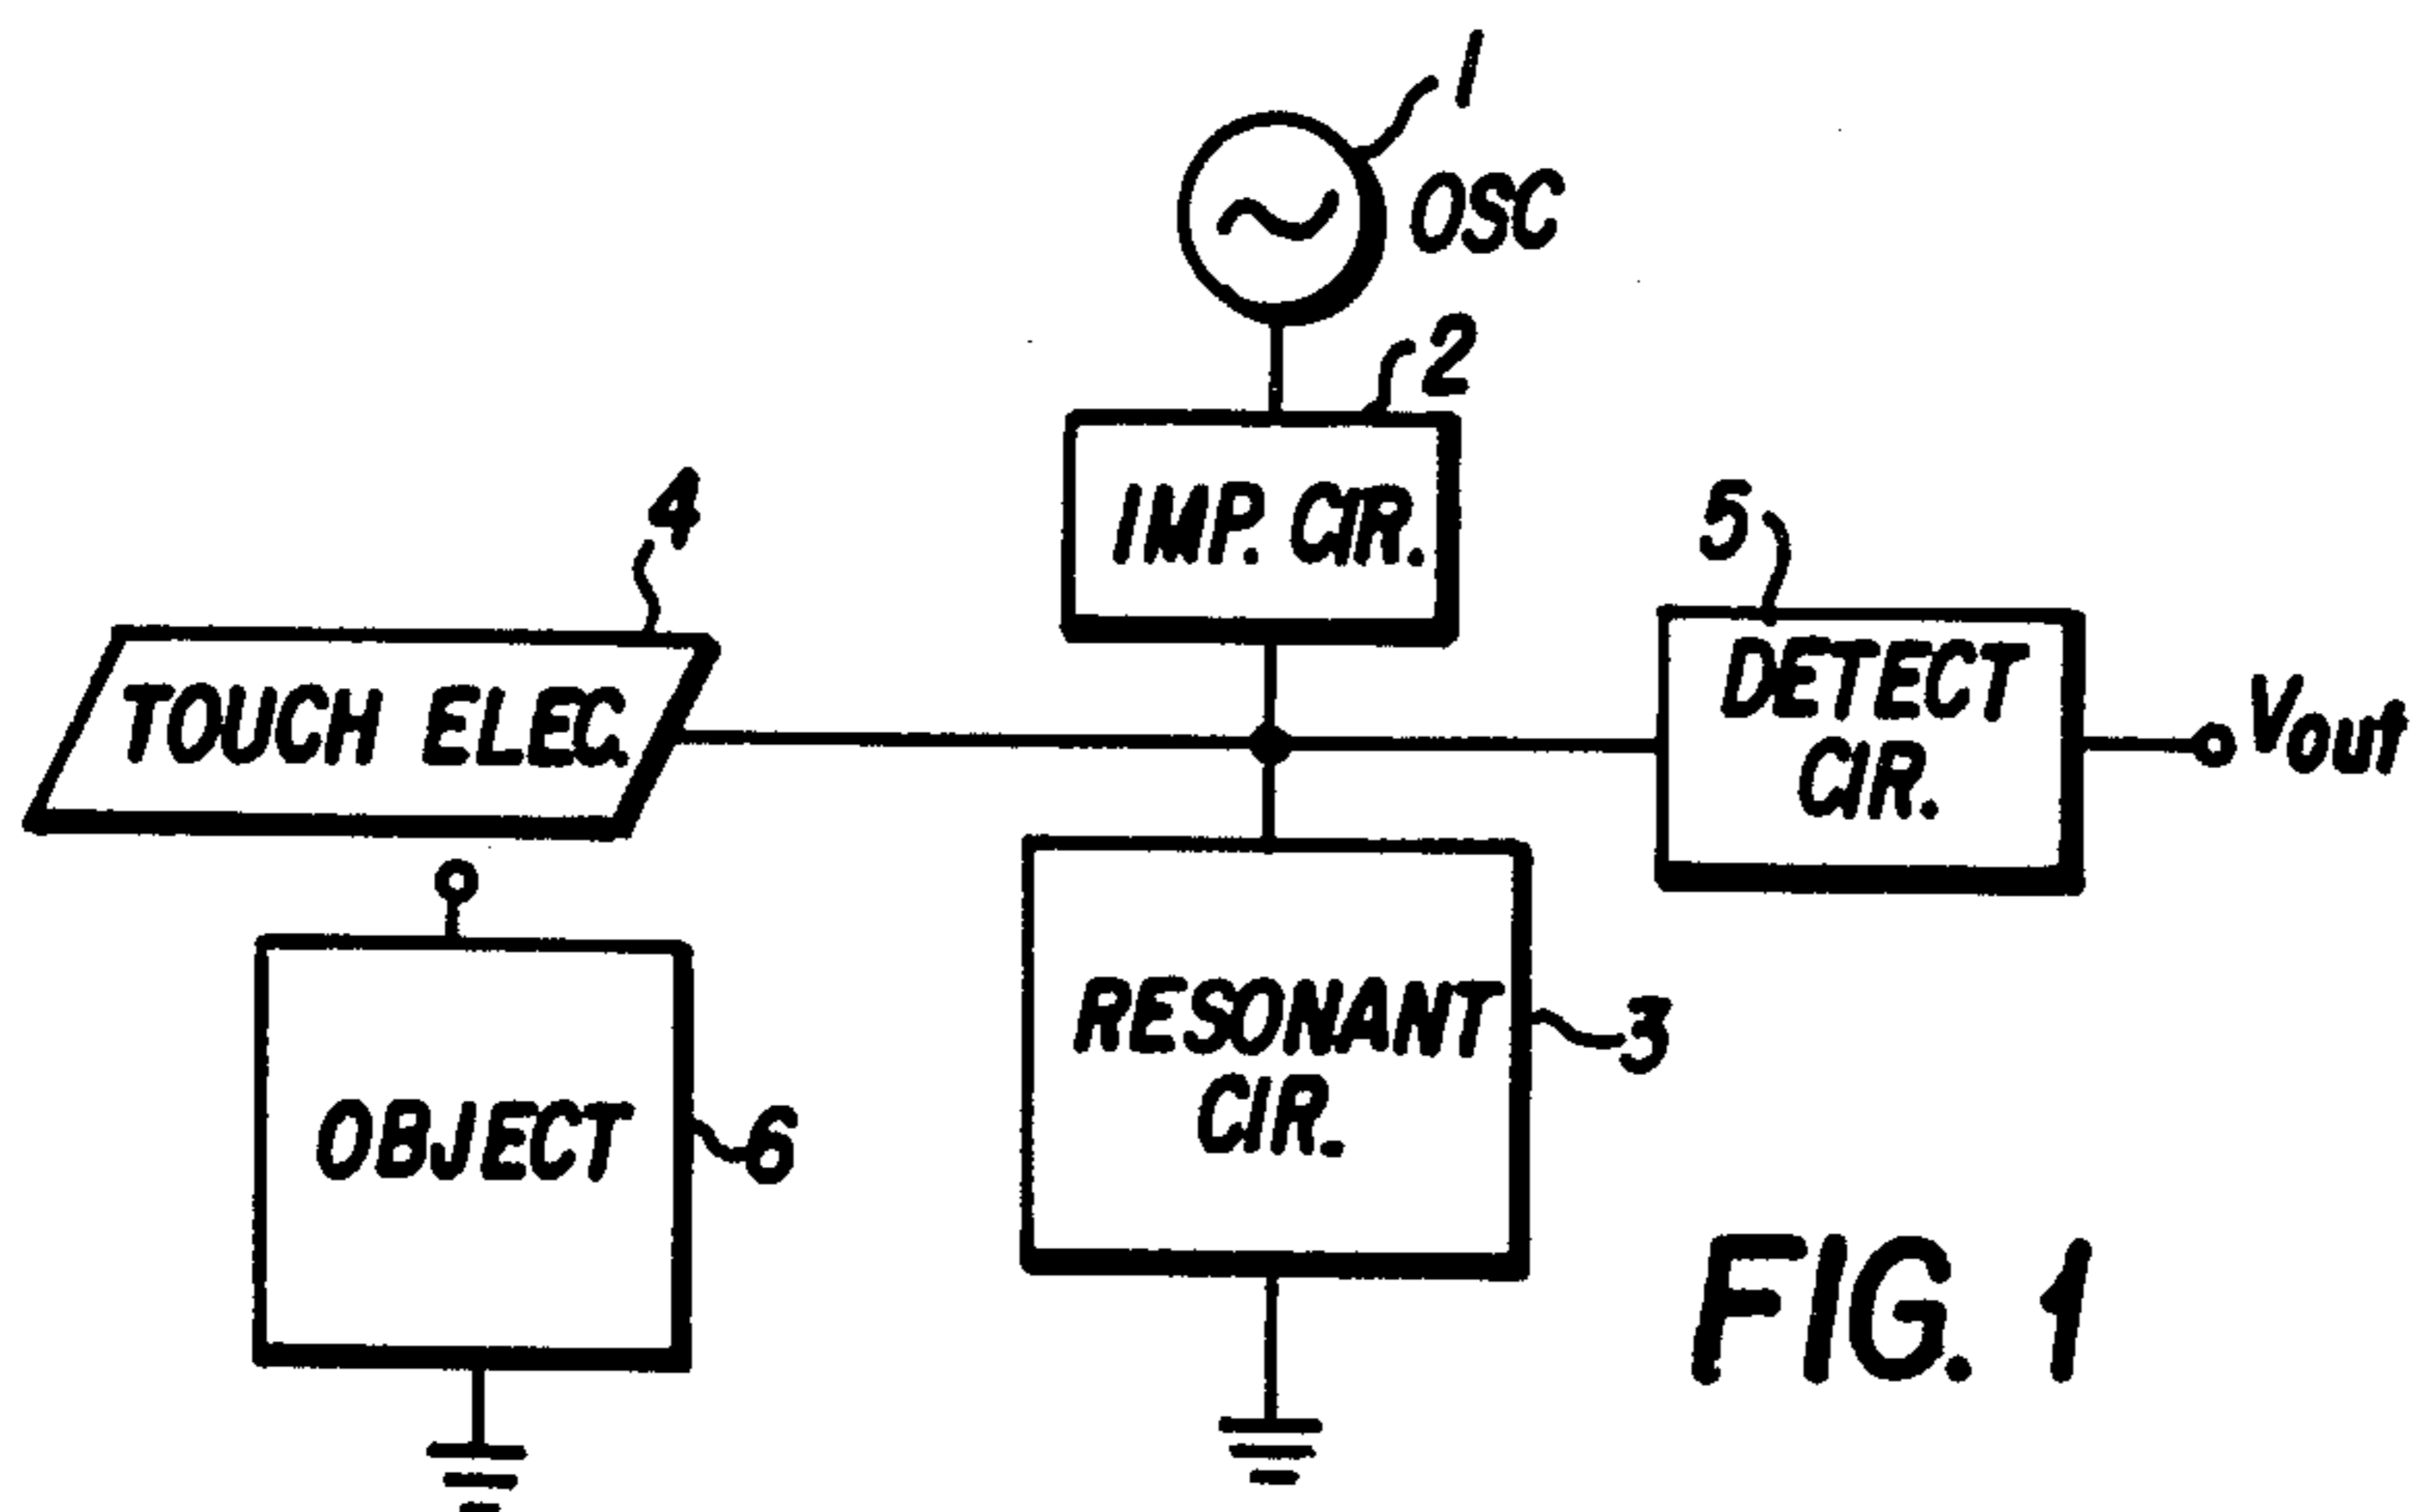 1
OSC
2
IMP. CIR.
4
5
TOUCH ELEC.
DETECT
CIR.
Vout
RESONANT
CIR.
3
OBJECT
6
FIG. 1